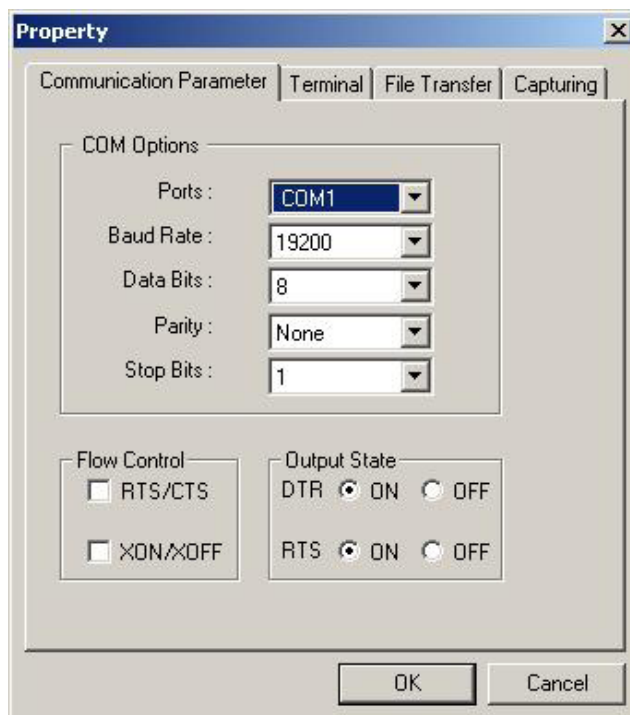 Property
Communication Parameter Terminal File Transfer Capturing
COM Options
Ports : COM1
Baud Rate : 19200
Data Bits : 8
Parity : None
Stop Bits : 1
Flow Control
RTS/CTS
XON/XOFF
Output State
DTR ON OFF
RTS ON OFF
OK Cancel